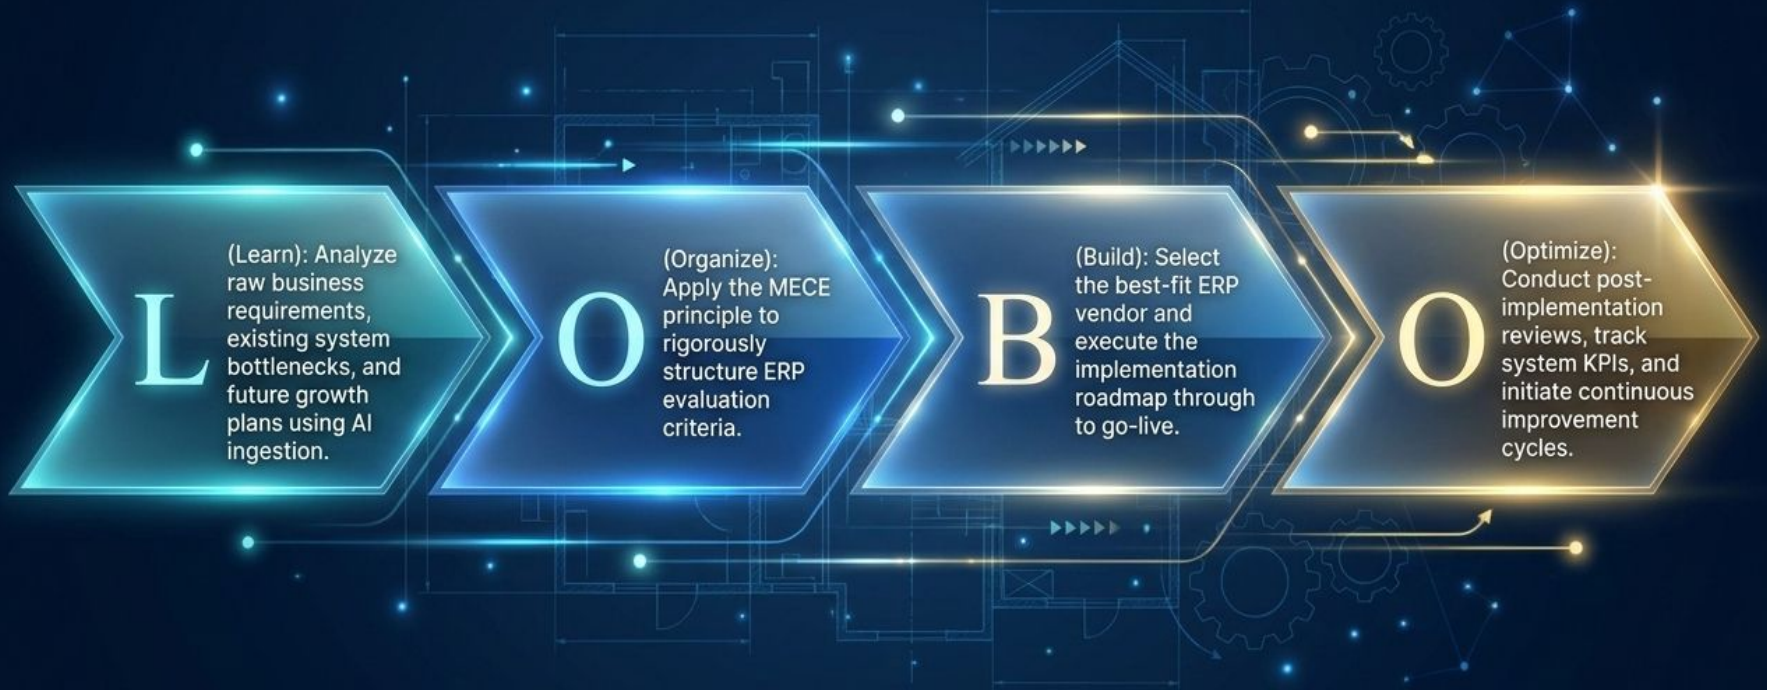 L
(Learn): Analyze
raw business
requirements,
existing system
bottlenecks, and
future growth
plans using AI
ingestion.
O
(Organize):
Apply the MECE
principle to
rigorously
structure ERP
evaluation
criteria.
B
(Build): Select
the best-fit ERP
vendor and
execute the
implementation
roadmap through
to go-live.
O
(Optimize):
Conduct post-
implementation
reviews, track
system KPIs, and
initiate continuous
improvement
cycles.